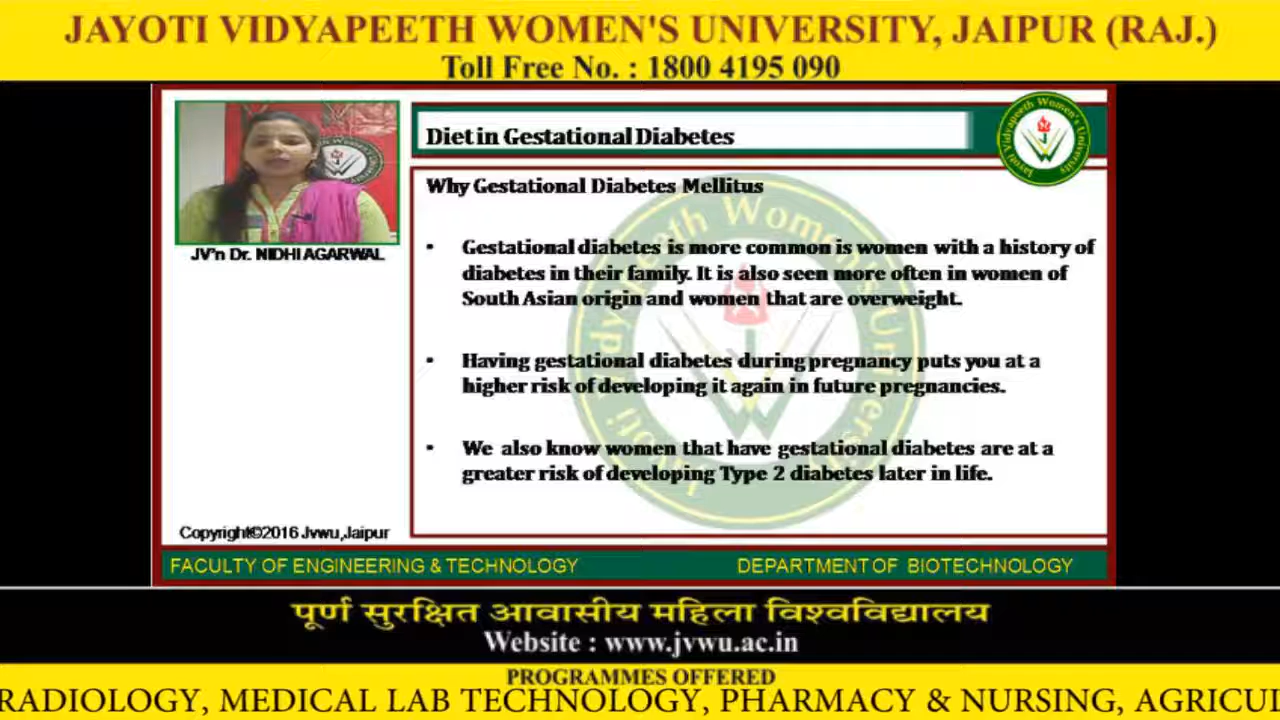 JAYOTI VIDYAPEETH WOMEN'S UNIVERSITY, JAIPUR (RAJ.)
Toll Free No. : 1800 4195 090
Diet in Gestational Diabetes
Jayoti Vidyapeeth Women's University, Jaipur
JV'n Dr. NIDHI AGARWAL
Why Gestational Diabetes Mellitus
• Gestational diabetes is more common is women with a history of
diabetes in their family. It is also seen more often in women of
South Asian origin and women that are overweight.
• Having gestational diabetes during pregnancy puts you at a
higher risk of developing it again in future pregnancies.
• We also know women that have gestational diabetes are at a
greater risk of developing Type 2 diabetes later in life.
Copyright©2016 Jvwu,Jaipur
FACULTY OF ENGINEERING & TECHNOLOGY
DEPARTMENT OF BIOTECHNOLOGY
पूर्ण सुरक्षित आवासीय महिला विश्वविद्यालय
Website : www.jvwu.ac.in
PROGRAMMES OFFERED
RADIOLOGY, MEDICAL LAB TECHNOLOGY, PHARMACY & NURSING, AGRICUL